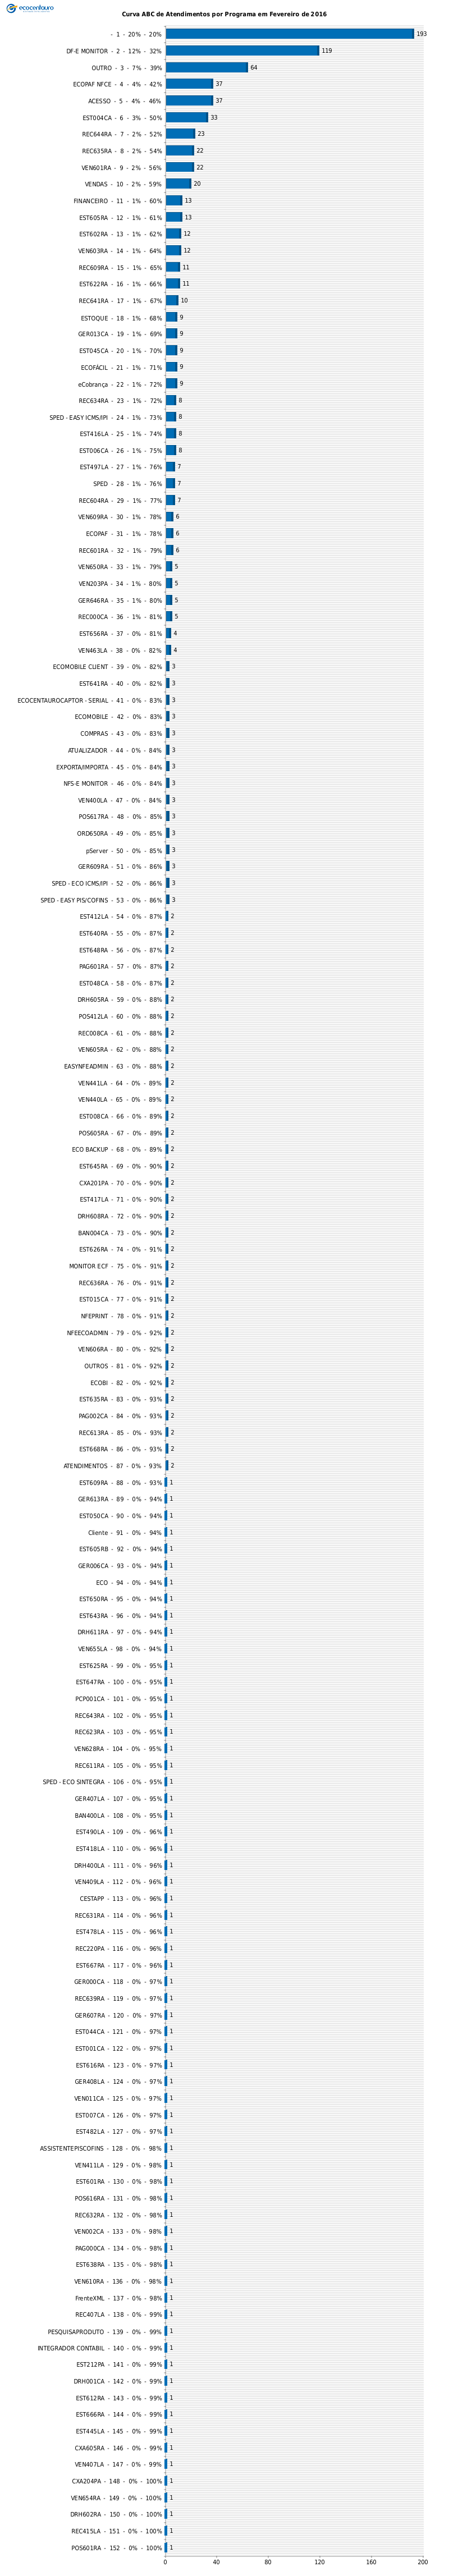 ecocentauro
Curva ABC de Atendimentos por Programa em Fevereiro de 2016
- 1 - 20% - 20% 193
DF-E MONITOR - 2 - 12% - 32% 119
OUTRO - 3 - 7% - 39% 64
ECOPAF NFCE - 4 - 4% - 42% 37
ACESSO - 5 - 4% - 46% 37
EST004CA - 6 - 3% - 50% 33
REC644RA - 7 - 2% - 52% 23
REC635RA - 8 - 2% - 54% 22
VEN601RA - 9 - 2% - 56% 22
VENDAS - 10 - 2% - 59% 20
FINANCEIRO - 11 - 1% - 60% 13
EST605RA - 12 - 1% - 61% 13
EST602RA - 13 - 1% - 62% 12
VEN603RA - 14 - 1% - 64% 12
REC609RA - 15 - 1% - 65% 11
EST622RA - 16 - 1% - 66% 11
REC641RA - 17 - 1% - 67% 10
ESTOQUE - 18 - 1% - 68% 9
GER013CA - 19 - 1% - 69% 9
EST045CA - 20 - 1% - 70% 9
ECOFÁCIL - 21 - 1% - 71% 9
eCobrança - 22 - 1% - 72% 9
REC634RA - 23 - 1% - 72% 8
SPED - EASY ICMS/IPI - 24 - 1% - 73% 8
EST416LA - 25 - 1% - 74% 8
EST006CA - 26 - 1% - 75% 8
EST497LA - 27 - 1% - 76% 7
SPED - 28 - 1% - 76% 7
REC604RA - 29 - 1% - 77% 7
VEN609RA - 30 - 1% - 78% 6
ECOPAF - 31 - 1% - 78% 6
REC601RA - 32 - 1% - 79% 6
VEN650RA - 33 - 1% - 79% 5
VEN203PA - 34 - 1% - 80% 5
GER646RA - 35 - 1% - 80% 5
REC000CA - 36 - 1% - 81% 5
EST656RA - 37 - 0% - 81% 4
VEN463LA - 38 - 0% - 82% 4
ECOMOBILE CLIENT - 39 - 0% - 82% 3
EST641RA - 40 - 0% - 82% 3
ECOCENTAUROCAPTOR - SERIAL - 41 - 0% - 83% 3
ECOMOBILE - 42 - 0% - 83% 3
COMPRAS - 43 - 0% - 83% 3
ATUALIZADOR - 44 - 0% - 84% 3
EXPORTA/IMPORTA - 45 - 0% - 84% 3
NFS-E MONITOR - 46 - 0% - 84% 3
VEN400LA - 47 - 0% - 84% 3
POS617RA - 48 - 0% - 85% 3
ORD650RA - 49 - 0% - 85% 3
pServer - 50 - 0% - 85% 3
GER609RA - 51 - 0% - 86% 3
SPED - ECO ICMS/IPI - 52 - 0% - 86% 3
SPED - EASY PIS/COFINS - 53 - 0% - 86% 3
EST412LA - 54 - 0% - 87% 2
EST640RA - 55 - 0% - 87% 2
EST648RA - 56 - 0% - 87% 2
PAG601RA - 57 - 0% - 87% 2
EST048CA - 58 - 0% - 87% 2
DRH605RA - 59 - 0% - 88% 2
POS412LA - 60 - 0% - 88% 2
REC008CA - 61 - 0% - 88% 2
VEN605RA - 62 - 0% - 88% 2
EASYNFEADMIN - 63 - 0% - 88% 2
VEN441LA - 64 - 0% - 89% 2
VEN440LA - 65 - 0% - 89% 2
EST008CA - 66 - 0% - 89% 2
POS605RA - 67 - 0% - 89% 2
ECO BACKUP - 68 - 0% - 89% 2
EST645RA - 69 - 0% - 90% 2
CXA201PA - 70 - 0% - 90% 2
EST417LA - 71 - 0% - 90% 2
DRH608RA - 72 - 0% - 90% 2
BAN004CA - 73 - 0% - 90% 2
EST626RA - 74 - 0% - 91% 2
MONITOR ECF - 75 - 0% - 91% 2
REC636RA - 76 - 0% - 91% 2
EST015CA - 77 - 0% - 91% 2
NFEPRINT - 78 - 0% - 91% 2
NFEECOADMIN - 79 - 0% - 92% 2
VEN606RA - 80 - 0% - 92% 2
OUTROS - 81 - 0% - 92% 2
ECOBI - 82 - 0% - 92% 2
EST635RA - 83 - 0% - 93% 2
PAG002CA - 84 - 0% - 93% 2
REC613RA - 85 - 0% - 93% 2
EST668RA - 86 - 0% - 93% 2
ATENDIMENTOS - 87 - 0% - 93% 2
EST609RA - 88 - 0% - 93% 1
GER613RA - 89 - 0% - 94% 1
EST050CA - 90 - 0% - 94% 1
Cliente - 91 - 0% - 94% 1
EST605RB - 92 - 0% - 94% 1
GER006CA - 93 - 0% - 94% 1
ECO - 94 - 0% - 94% 1
EST650RA - 95 - 0% - 94% 1
EST643RA - 96 - 0% - 94% 1
DRH611RA - 97 - 0% - 94% 1
VEN655LA - 98 - 0% - 94% 1
EST625RA - 99 - 0% - 95% 1
EST647RA - 100 - 0% - 95% 1
PCP001CA - 101 - 0% - 95% 1
REC643RA - 102 - 0% - 95% 1
REC623RA - 103 - 0% - 95% 1
VEN628RA - 104 - 0% - 95% 1
REC611RA - 105 - 0% - 95% 1
SPED - ECO SINTEGRA - 106 - 0% - 95% 1
GER407LA - 107 - 0% - 95% 1
BAN400LA - 108 - 0% - 95% 1
EST490LA - 109 - 0% - 96% 1
EST418LA - 110 - 0% - 96% 1
DRH400LA - 111 - 0% - 96% 1
VEN409LA - 112 - 0% - 96% 1
CESTAPP - 113 - 0% - 96% 1
REC631RA - 114 - 0% - 96% 1
EST478LA - 115 - 0% - 96% 1
REC220PA - 116 - 0% - 96% 1
EST667RA - 117 - 0% - 96% 1
GER000CA - 118 - 0% - 97% 1
REC639RA - 119 - 0% - 97% 1
GER607RA - 120 - 0% - 97% 1
EST044CA - 121 - 0% - 97% 1
EST001CA - 122 - 0% - 97% 1
EST616RA - 123 - 0% - 97% 1
GER408LA - 124 - 0% - 97% 1
VEN011CA - 125 - 0% - 97% 1
EST007CA - 126 - 0% - 97% 1
EST482LA - 127 - 0% - 97% 1
ASSISTENTEPISCOFINS - 128 - 0% - 98% 1
VEN411LA - 129 - 0% - 98% 1
EST601RA - 130 - 0% - 98% 1
POS616RA - 131 - 0% - 98% 1
REC632RA - 132 - 0% - 98% 1
VEN002CA - 133 - 0% - 98% 1
PAG000CA - 134 - 0% - 98% 1
EST638RA - 135 - 0% - 98% 1
VEN610RA - 136 - 0% - 98% 1
FrenteXML - 137 - 0% - 98% 1
REC407LA - 138 - 0% - 99% 1
PESQUISAPRODUTO - 139 - 0% - 99% 1
INTEGRADOR CONTABIL - 140 - 0% - 99% 1
EST212PA - 141 - 0% - 99% 1
DRH001CA - 142 - 0% - 99% 1
EST612RA - 143 - 0% - 99% 1
EST666RA - 144 - 0% - 99% 1
EST445LA - 145 - 0% - 99% 1
CXA605RA - 146 - 0% - 99% 1
VEN407LA - 147 - 0% - 99% 1
CXA204PA - 148 - 0% - 100% 1
VEN654RA - 149 - 0% - 100% 1
DRH602RA - 150 - 0% - 100% 1
REC415LA - 151 - 0% - 100% 1
POS601RA - 152 - 0% - 100% 1
0 40 80 120 160 200